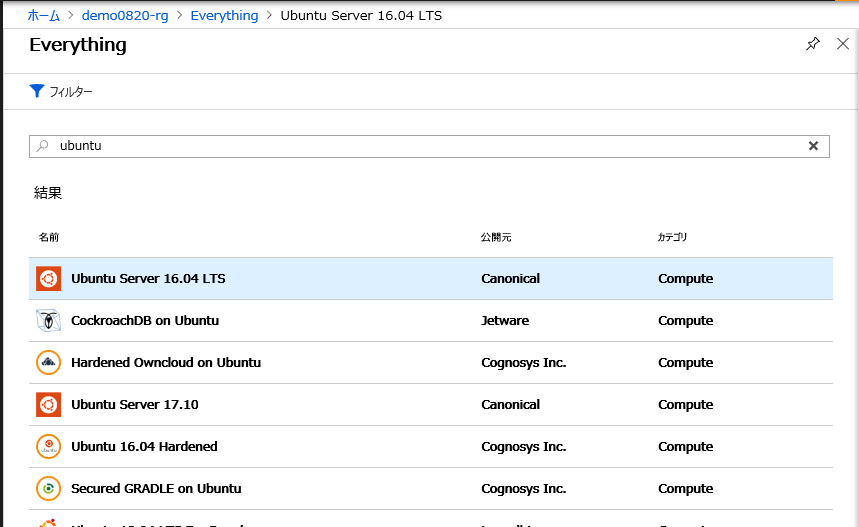 ホーム > demo0820-rg > Everything > Ubuntu Server 16.04 LTS
Everything
フィルター
ubuntu
結果
名前 公開元 カテゴリ
Ubuntu Server 16.04 LTS Canonical Compute
CockroachDB on Ubuntu Jetware Compute
Hardened Owncloud on Ubuntu Cognosys Inc. Compute
Ubuntu Server 17.10 Canonical Compute
Ubuntu 16.04 Hardened Cognosys Inc. Compute
Secured GRADLE on Ubuntu Cognosys Inc. Compute